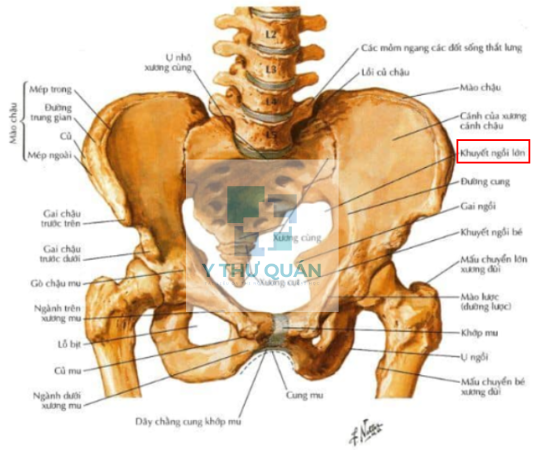 L2
L3
L4
L5
Ụ nhô
xương cùng
Các mỏm ngang các đốt sống thắt lưng
Lồi củ chậu
Mào chậu
Mào chậu
Mép trong
Đường
trung gian
Củ
Mép ngoài
Cánh của xương
cánh chậu
Khuyết ngồi lớn
Đường cung
Gai ngồi
Gai chậu
trước trên
Khuyết ngồi bé
Xương cùng
Gai chậu
trước dưới
Mấu chuyển lớn
xương đùi
Y THƯ QUÁN
Gò chậu mu
Xương cụt
Mào lược
(đường lược)
Ngành trên
xương mu
Khớp mu
Lỗ bịt
Ụ ngồi
Củ mu
Mấu chuyển bé
xương đùi
Ngành dưới
xương mu
Cung mu
Dây chằng cung khớp mu
F. Netter